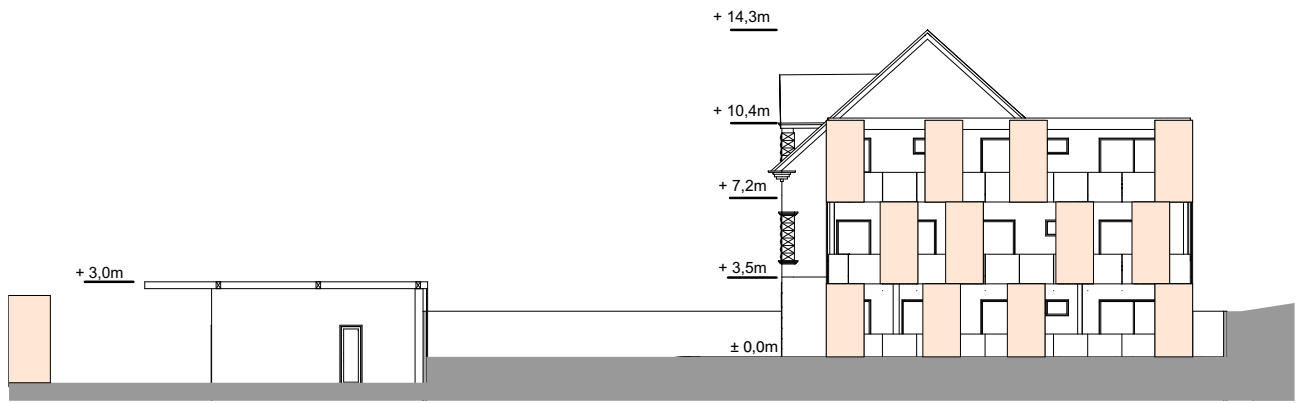 + 14,3m
+ 10,4m
+ 7,2m
+ 3,5m
+ 3,0m
± 0,0m